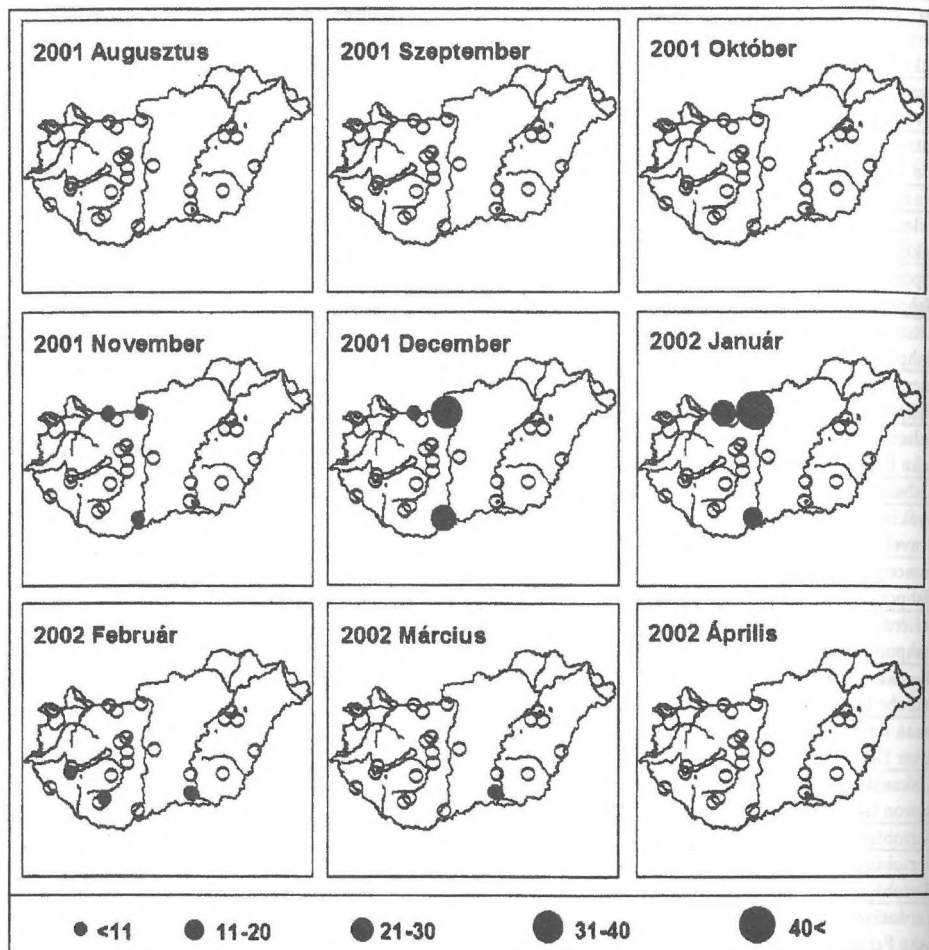 2001 Augusztus
2001 Szeptember
2001 Október
2001 November
2001 December
2002 Január
2002 Február
2002 Március
2002 Április
<11 11-20 21-30 31-40 40<